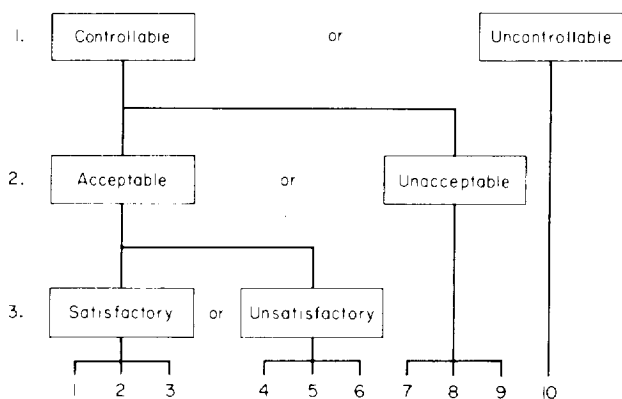 1. Controllable or Uncontrollable
2. Acceptable or Unacceptable
3. Satisfactory or Unsatisfactory
1 2 3 4 5 6 7 8 9 10